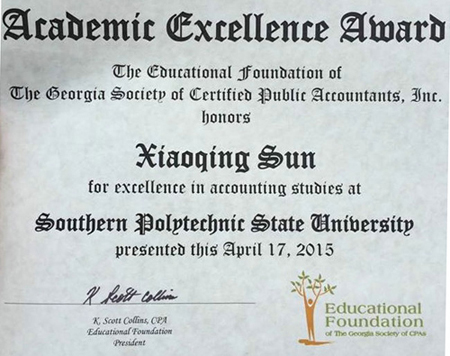 Academic Excellence Award
The Educational Foundation of
The Georgia Society of Certified Public Accountants, Inc.
honors
Xiaoqing Sun
for excellence in accounting studies at
Southern Polytechnic State University
presented this April 17, 2015
K Scott Collins
K. Scott Collins, CPA
Educational Foundation
President
Educational
Foundation
of The Georgia Society of CPAs